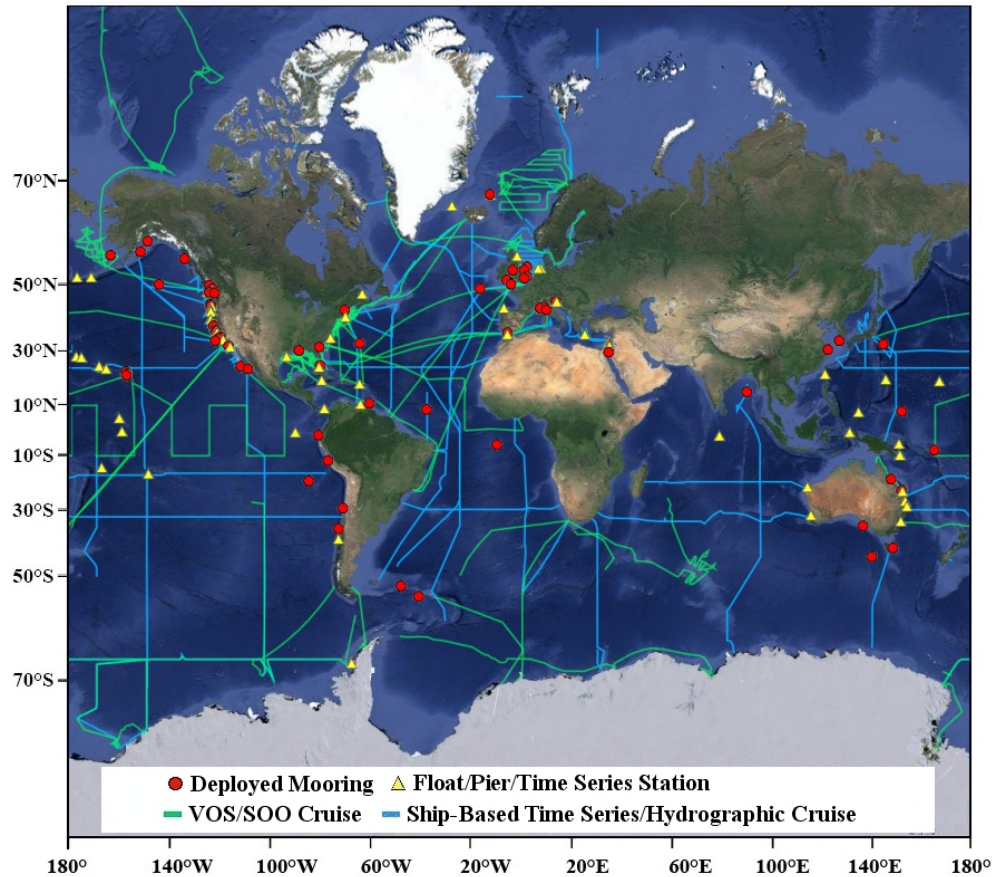 70°N
50°N
30°N
10°N
10°S
30°S
50°S
70°S
Deployed Mooring Float/Pier/Time Series Station
VOS/SOO Cruise Ship-Based Time Series/Hydrographic Cruise
180° 140°W 100°W 60°W 20°W 20°E 60°E 100°E 140°E 180°